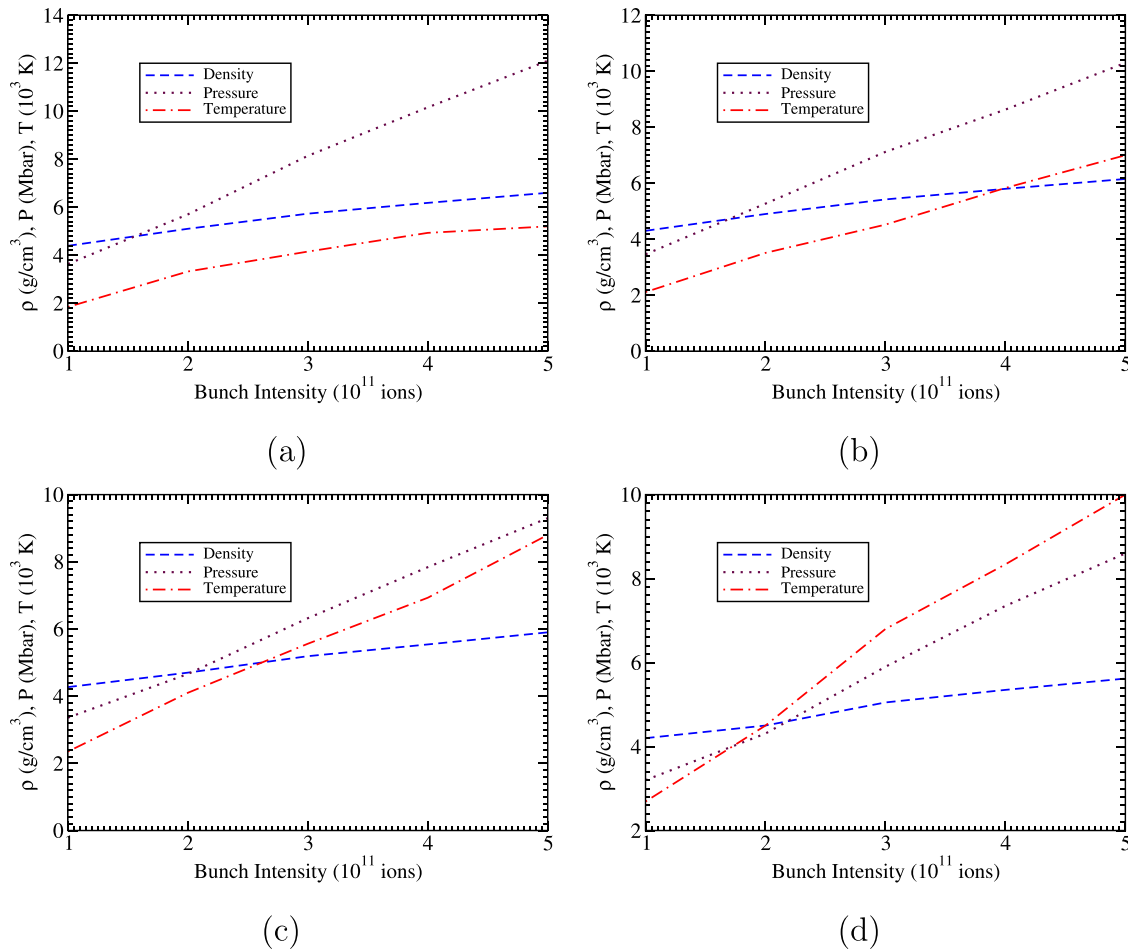 14
12
10
8
6
4
2
0
ρ (g/cm³), P (Mbar), T (10³ K)
Density
Pressure
Temperature
1 2 3 4 5
Bunch Intensity (10¹¹ ions)
(a)
12
10
8
6
4
2
0
ρ (g/cm³), P (Mbar), T (10³ K)
Density
Pressure
Temperature
1 2 3 4 5
Bunch Intensity (10¹¹ ions)
(b)
10
8
6
4
2
0
ρ (g/cm³), P (Mbar), T (10³ K)
Density
Pressure
Temperature
1 2 3 4 5
Bunch Intensity (10¹¹ ions)
(c)
10
8
6
4
2
ρ (g/cm³), P (Mbar), T (10³ K)
Density
Pressure
Temperature
1 2 3 4 5
Bunch Intensity (10¹¹ ions)
(d)